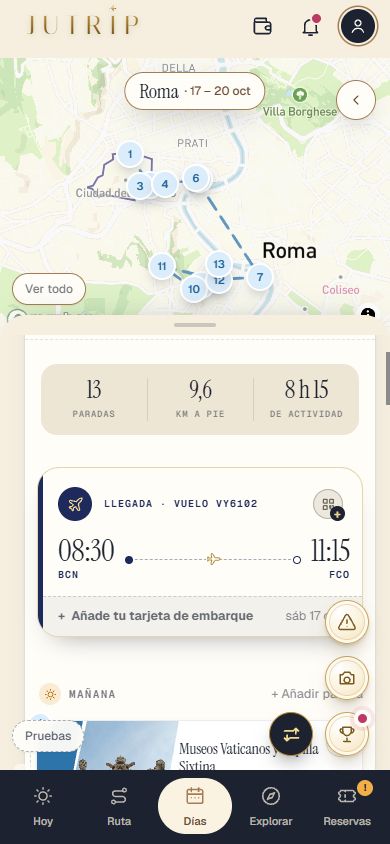 JUTRIP
DELLA
Roma · 17 – 20 oct
Villa Borghese
PRATI
1
3
4
6
Ciudad de
Roma
11
13
12
10
7
Ver todo
Coliseo
13
9,6
8 h 15
PARADAS
KM A PIE
DE ACTIVIDAD
LLEGADA · VUELO VY6102
08:30
11:15
BCN
FCO
+ Añade tu tarjeta de embarque
sáb 17
MAÑANA
+ Añadir
Pruebas
Museos Vaticanos
Sixtina
Hoy
Ruta
Días
Explorar
Reservas